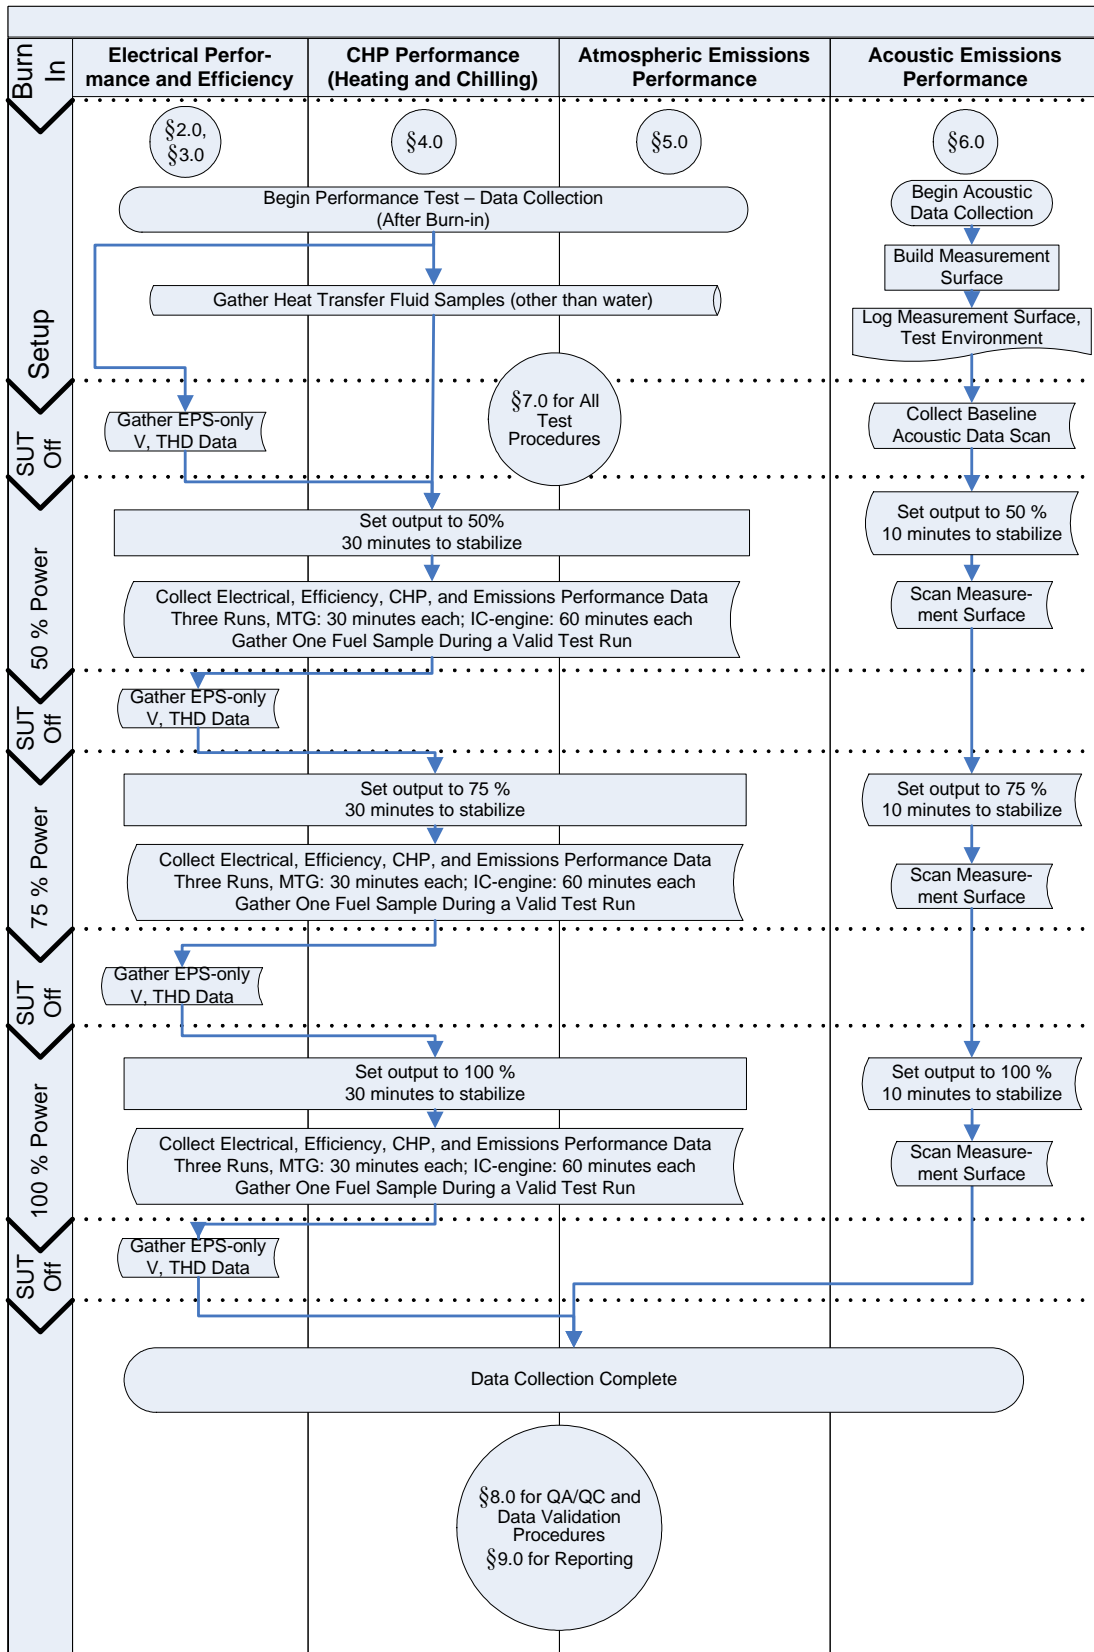 Burn
In
Electrical Perfor-
mance and Efficiency
CHP Performance
(Heating and Chilling)
Atmospheric Emissions
Performance
Acoustic Emissions
Performance
§2.0,
§3.0
§4.0
§5.0
§6.0
Setup
Begin Performance Test – Data Collection
(After Burn-in)
Begin Acoustic
Data Collection
Build Measurement
Surface
Gather Heat Transfer Fluid Samples (other than water)
Log Measurement Surface,
Test Environment
§7.0 for All
Test
Procedures
SUT
Off
Gather EPS-only
V, THD Data
Collect Baseline
Acoustic Data Scan
50 % Power
Set output to 50%
30 minutes to stabilize
Set output to 50 %
10 minutes to stabilize
Collect Electrical, Efficiency, CHP, and Emissions Performance Data
Three Runs, MTG: 30 minutes each; IC-engine: 60 minutes each
Gather One Fuel Sample During a Valid Test Run
Scan Measure-
ment Surface
SUT
Off
Gather EPS-only
V, THD Data
75 % Power
Set output to 75 %
30 minutes to stabilize
Set output to 75 %
10 minutes to stabilize
Collect Electrical, Efficiency, CHP, and Emissions Performance Data
Three Runs, MTG: 30 minutes each; IC-engine: 60 minutes each
Gather One Fuel Sample During a Valid Test Run
Scan Measure-
ment Surface
SUT
Off
Gather EPS-only
V, THD Data
100 % Power
Set output to 100 %
30 minutes to stabilize
Set output to 100 %
10 minutes to stabilize
Collect Electrical, Efficiency, CHP, and Emissions Performance Data
Three Runs, MTG: 30 minutes each; IC-engine: 60 minutes each
Gather One Fuel Sample During a Valid Test Run
Scan Measure-
ment Surface
SUT
Off
Gather EPS-only
V, THD Data
Data Collection Complete
§8.0 for QA/QC and
Data Validation
Procedures
§9.0 for Reporting